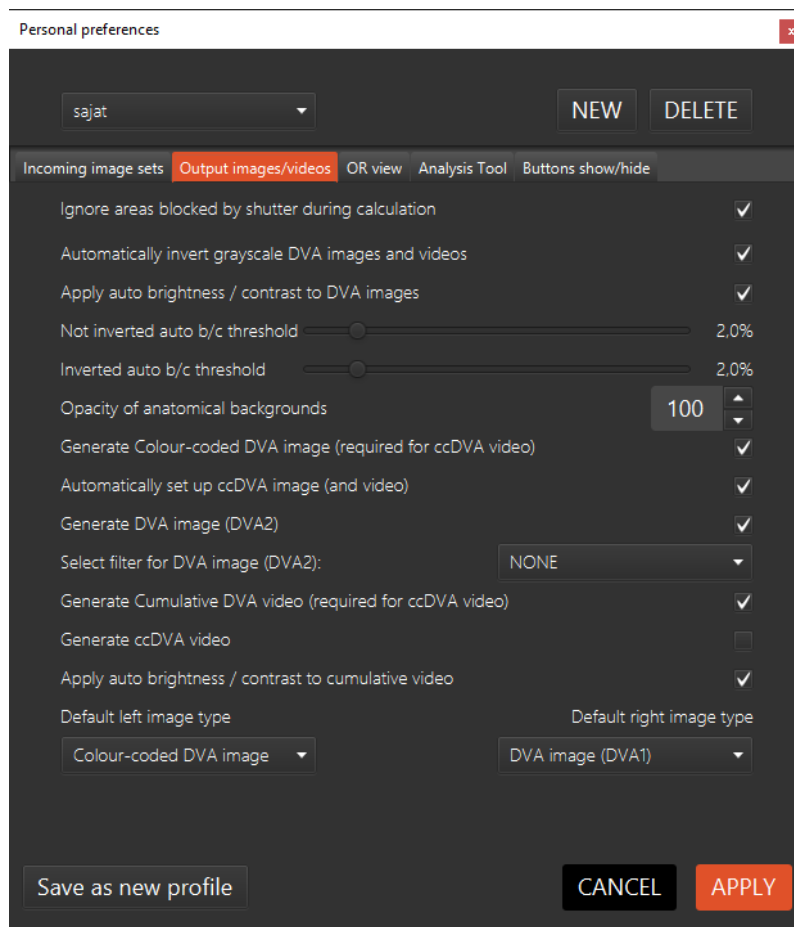 Personal preferences
x
sajat
NEW
DELETE
Incoming image sets
Output images/videos
OR view
Analysis Tool
Buttons show/hide
Ignore areas blocked by shutter during calculation
Automatically invert grayscale DVA images and videos
Apply auto brightness / contrast to DVA images
Not inverted auto b/c threshold 2,0%
Inverted auto b/c threshold 2,0%
Opacity of anatomical backgrounds 100
Generate Colour-coded DVA image (required for ccDVA video)
Automatically set up ccDVA image (and video)
Generate DVA image (DVA2)
Select filter for DVA image (DVA2): NONE
Generate Cumulative DVA video (required for ccDVA video)
Generate ccDVA video
Apply auto brightness / contrast to cumulative video
Default left image type
Default right image type
Colour-coded DVA image
DVA image (DVA1)
Save as new profile
CANCEL
APPLY